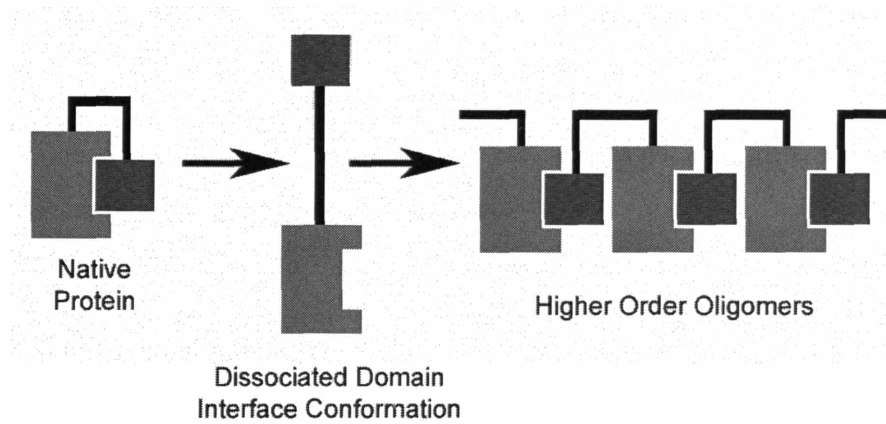 Native
Protein
Dissociated Domain
Interface Conformation
Higher Order Oligomers